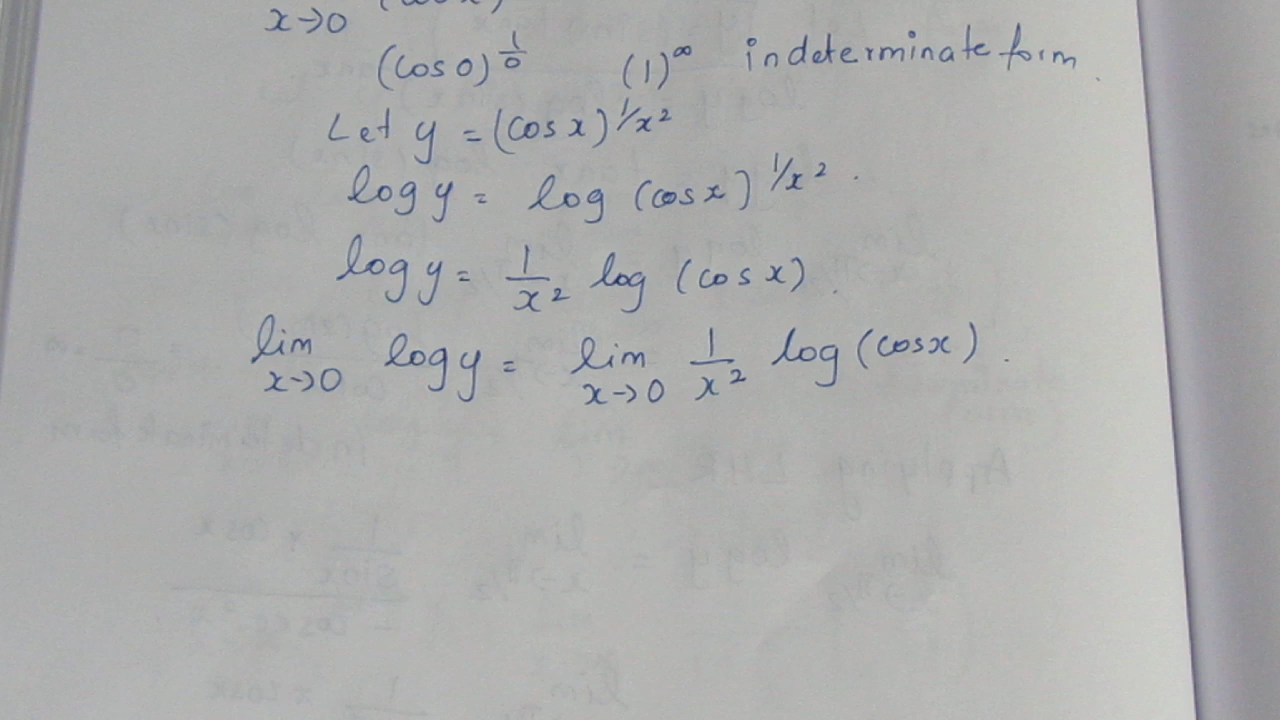 x→0
(cos 0)^1/0 (1)^∞ indeterminate form
Let y = (cos x)^1/x²
log y = log (cos x)^1/x² .
log y = 1/x² log (cos x) .
lim x→0 log y = lim x→0 1/x² log (cos x) .